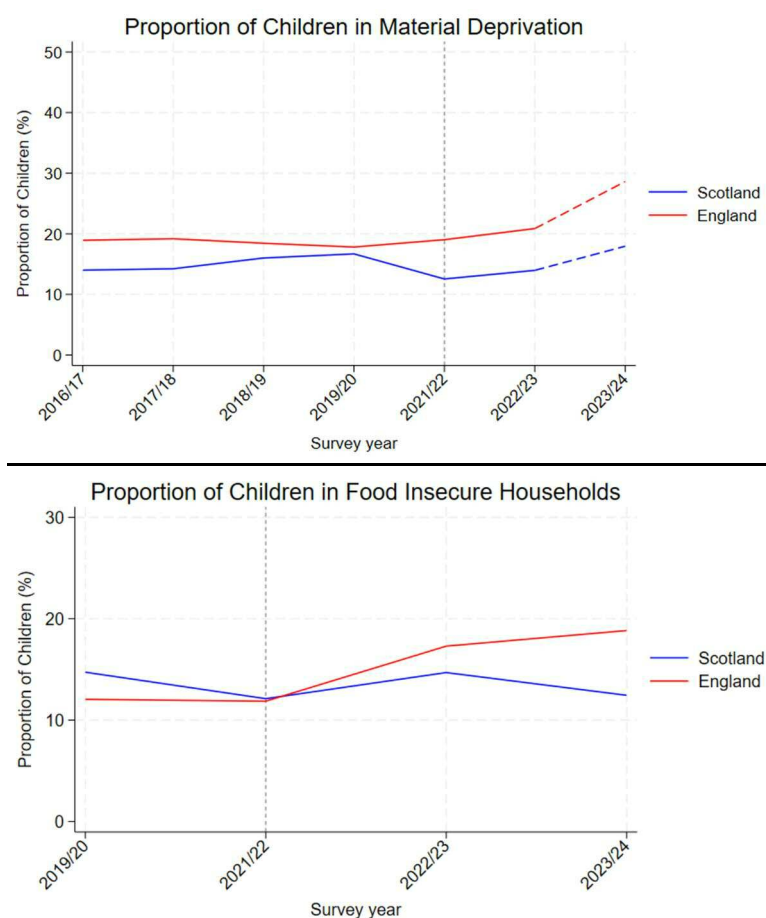 Proportion of Children in Material Deprivation
Proportion of Children (%)
50
40
30
20
10
0
2016/17
2017/18
2018/19
2019/20
2021/22
2022/23
2023/24
Survey year
Scotland
England
Proportion of Children in Food Insecure Households
Proportion of Children (%)
30
20
10
0
2019/20
2021/22
2022/23
2023/24
Survey year
Scotland
England